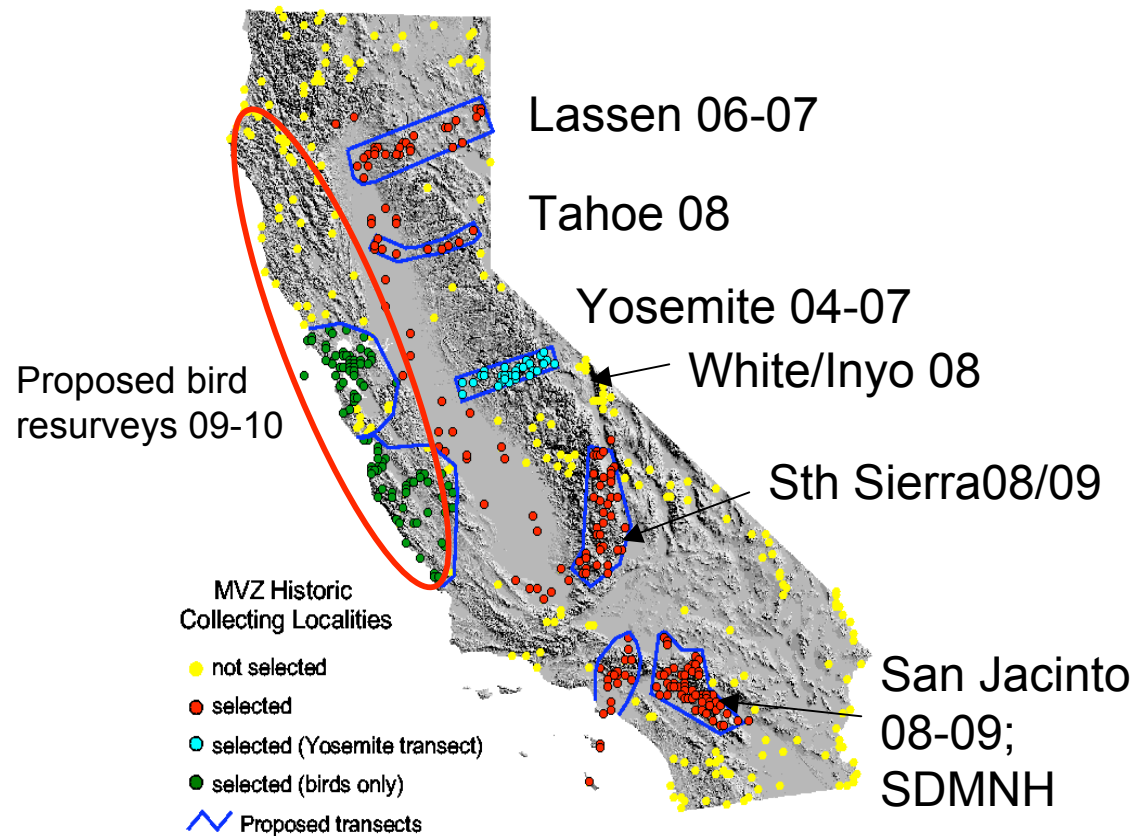 Lassen 06-07
Tahoe 08
Yosemite 04-07
White/Inyo 08
Proposed bird
resurveys 09-10
Sth Sierra08/09
MVZ Historic
Collecting Localities
not selected
selected
selected (Yosemite transect)
selected (birds only)
Proposed transects
San Jacinto
08-09;
SDMNH